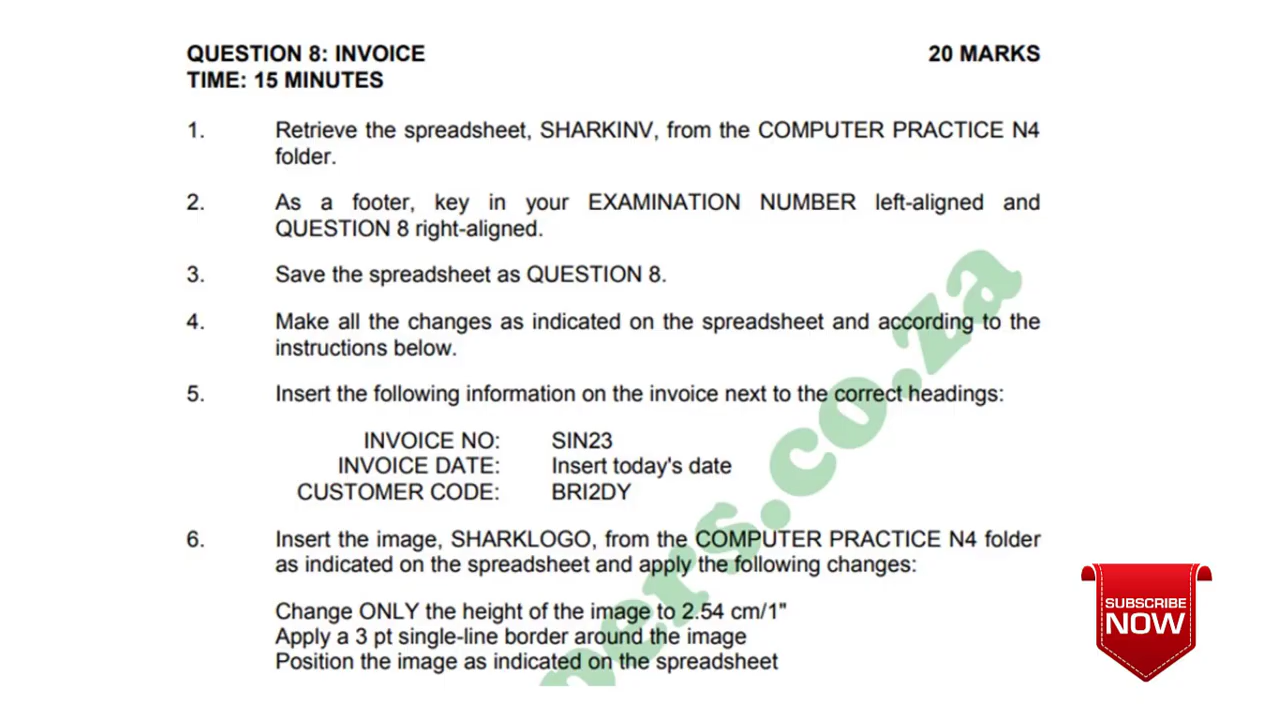 QUESTION 8: INVOICE 20 MARKS
TIME: 15 MINUTES
1. Retrieve the spreadsheet, SHARKINV, from the COMPUTER PRACTICE N4
folder.
2. As a footer, key in your EXAMINATION NUMBER left-aligned and
QUESTION 8 right-aligned.
3. Save the spreadsheet as QUESTION 8.
4. Make all the changes as indicated on the spreadsheet and according to the
instructions below.
5. Insert the following information on the invoice next to the correct headings:
INVOICE NO: SIN23
INVOICE DATE: Insert today's date
CUSTOMER CODE: BRI2DY
6. Insert the image, SHARKLOGO, from the COMPUTER PRACTICE N4 folder
as indicated on the spreadsheet and apply the following changes:
Change ONLY the height of the image to 2.54 cm/1"
Apply a 3 pt single-line border around the image
Position the image as indicated on the spreadsheet
ers.co.za
SUBSCRIBE
NOW